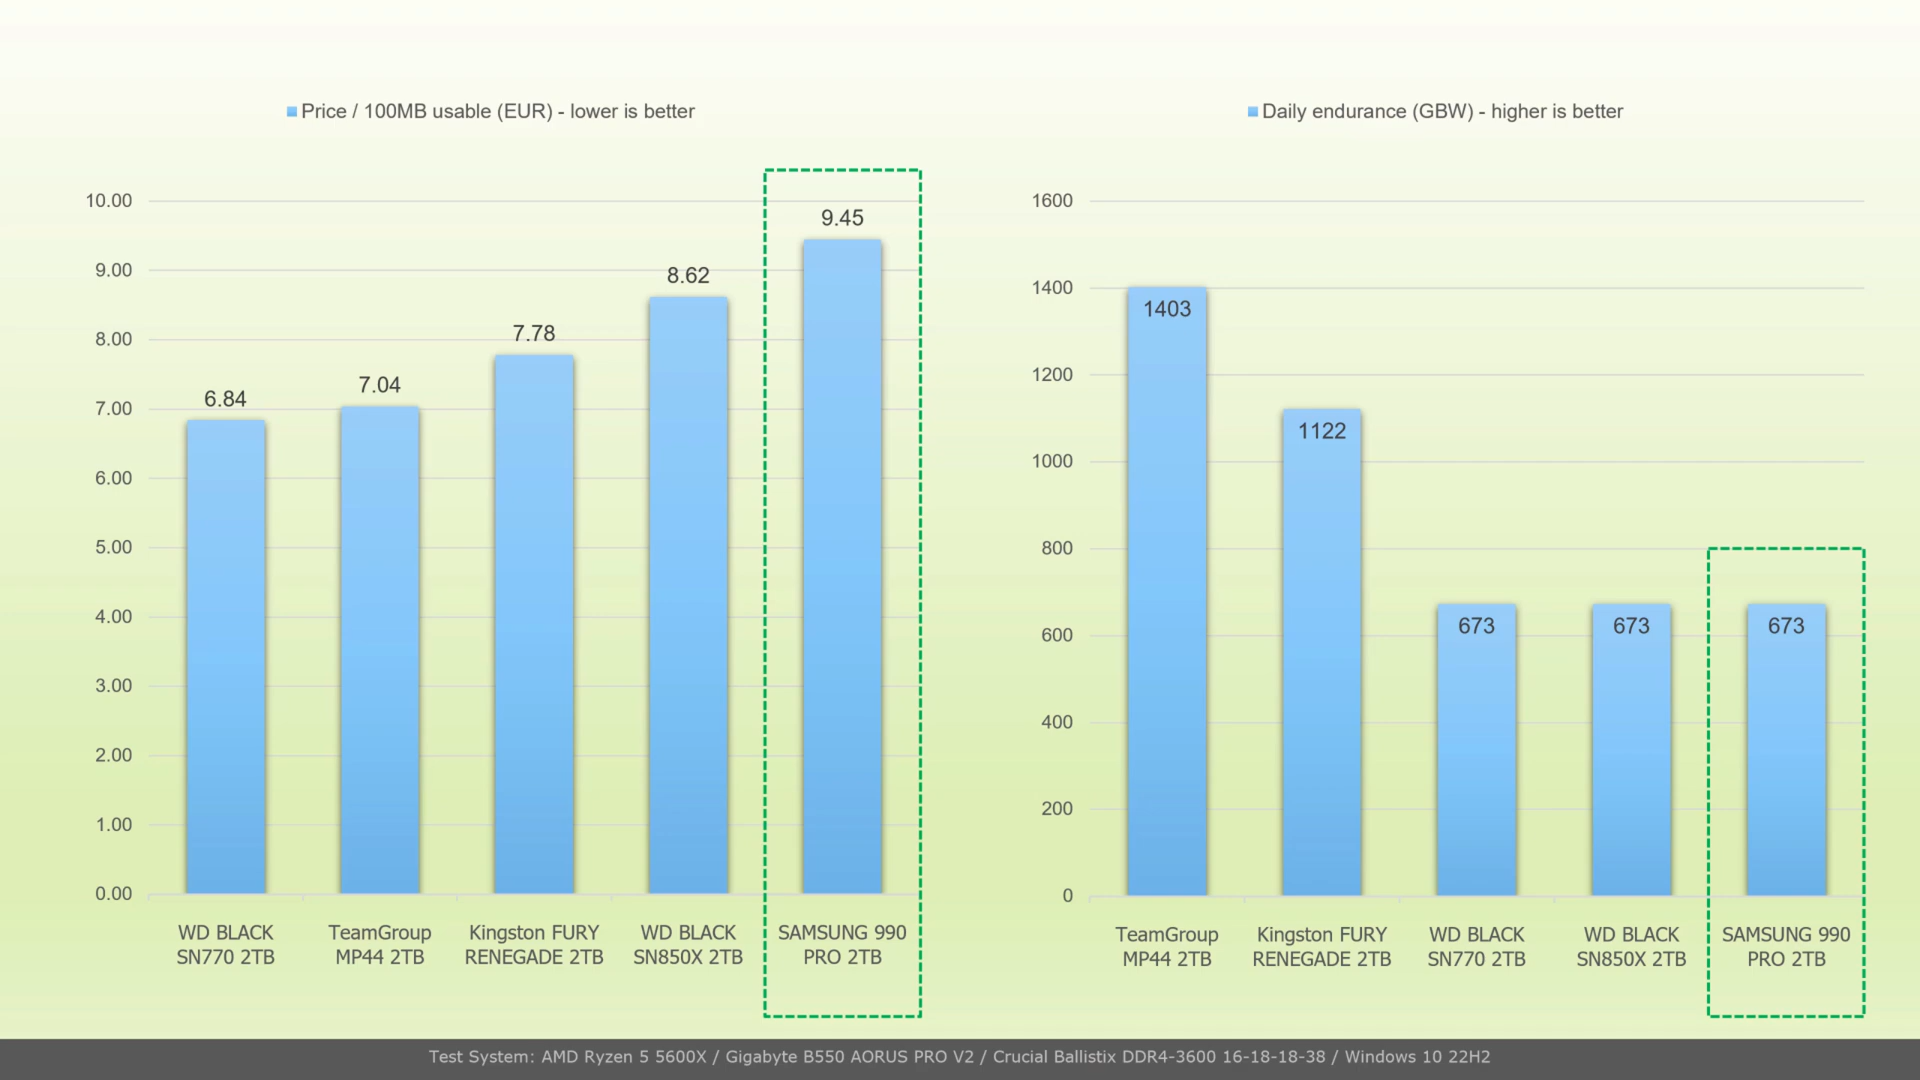 Price / 100MB usable (EUR) - lower is better
10.00
9.00
8.00
7.00
6.00
5.00
4.00
3.00
2.00
1.00
0.00
6.84
7.04
7.78
8.62
9.45
WD BLACK
SN770 2TB
TeamGroup
MP44 2TB
Kingston FURY
RENEGADE 2TB
WD BLACK
SN850X 2TB
SAMSUNG 990
PRO 2TB
Daily endurance (GBW) - higher is better
1600
1400
1200
1000
800
600
400
200
0
1403
1122
673
673
673
TeamGroup
MP44 2TB
Kingston FURY
RENEGADE 2TB
WD BLACK
SN770 2TB
WD BLACK
SN850X 2TB
SAMSUNG 990
PRO 2TB
Test System: AMD Ryzen 5 5600X / Gigabyte B550 AORUS PRO V2 / Crucial Ballistix DDR4-3600 16-18-18-38 / Windows 10 22H2